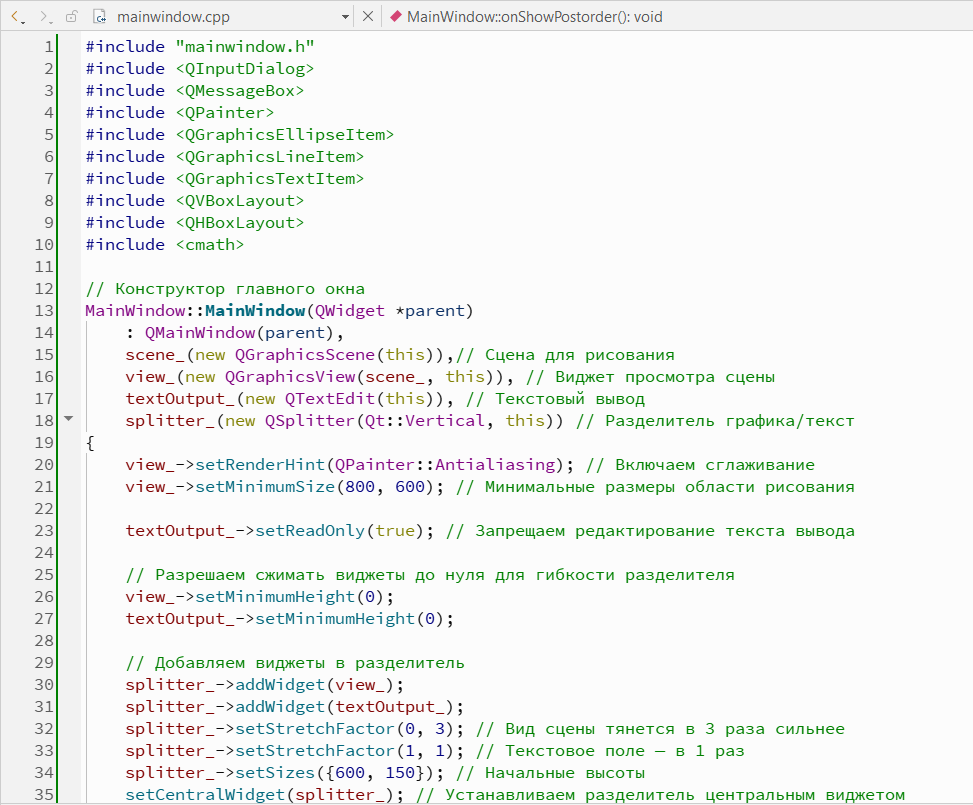 mainwindow.cpp MainWindow::onShowPostorder(): void
1 #include "mainwindow.h"
2 #include <QInputDialog>
3 #include <QMessageBox>
4 #include <QPainter>
5 #include <QGraphicsEllipseItem>
6 #include <QGraphicsLineItem>
7 #include <QGraphicsTextItem>
8 #include <QVBoxLayout>
9 #include <QHBoxLayout>
10 #include <cmath>
11
12 // Конструктор главного окна
13 MainWindow::MainWindow(QWidget *parent)
14     : QMainWindow(parent),
15     scene_(new QGraphicsScene(this)),// Сцена для рисования
16     view_(new QGraphicsView(scene_, this)), // Виджет просмотра сцены
17     textOutput_(new QTextEdit(this)), // Текстовый вывод
18     splitter_(new QSplitter(Qt::Vertical, this)) // Разделитель графика/текст
19 {
20     view_->setRenderHint(QPainter::Antialiasing); // Включаем сглаживание
21     view_->setMinimumSize(800, 600); // Минимальные размеры области рисования
22
23     textOutput_->setReadOnly(true); // Запрещаем редактирование текста вывода
24
25     // Разрешаем сжимать виджеты до нуля для гибкости разделителя
26     view_->setMinimumHeight(0);
27     textOutput_->setMinimumHeight(0);
28
29     // Добавляем виджеты в разделитель
30     splitter_->addWidget(view_);
31     splitter_->addWidget(textOutput_);
32     splitter_->setStretchFactor(0, 3); // Вид сцены тянется в 3 раза сильнее
33     splitter_->setStretchFactor(1, 1); // Текстовое поле — в 1 раз
34     splitter_->setSizes({600, 150}); // Начальные высоты
35     setCentralWidget(splitter_); // Устанавливаем разделитель центральным виджетом